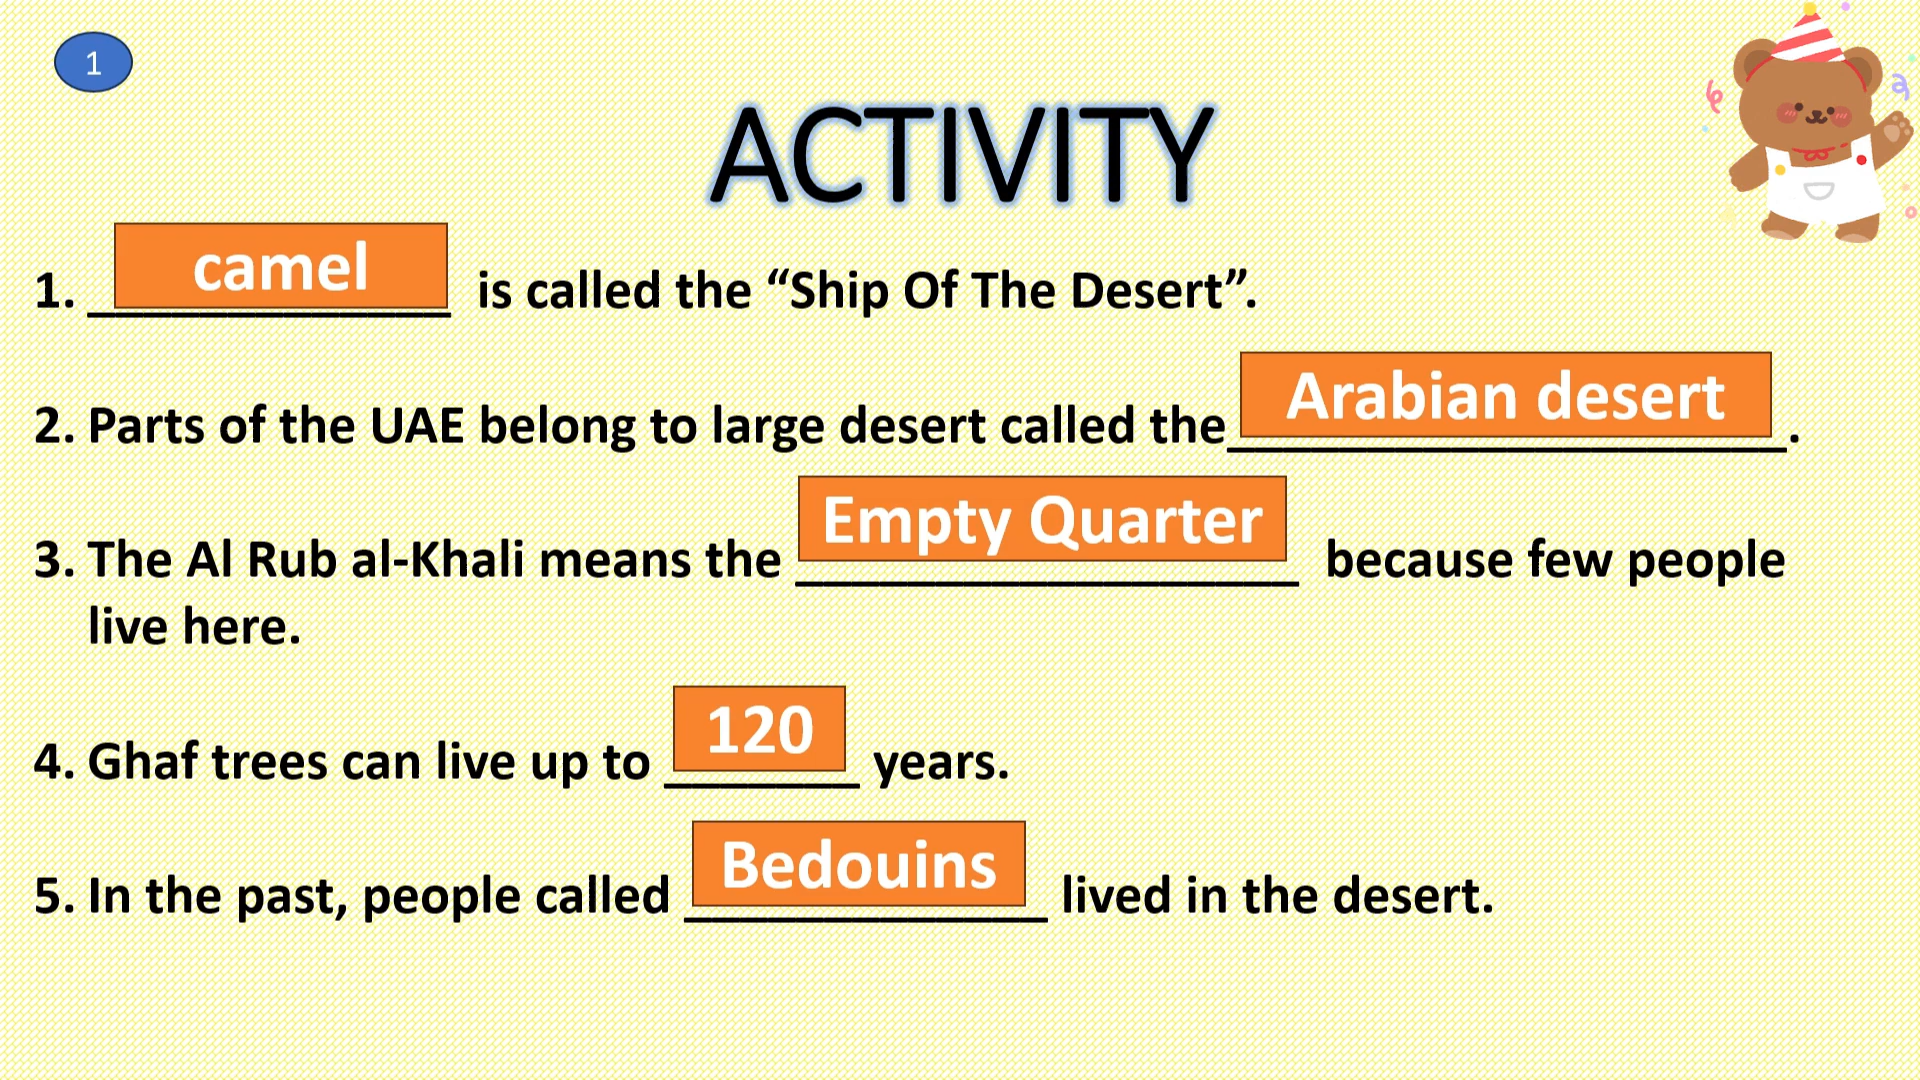 1
ACTIVITY
1. camel is called the “Ship Of The Desert”.
2. Parts of the UAE belong to large desert called the Arabian desert.
3. The Al Rub al-Khali means the Empty Quarter because few people
live here.
4. Ghaf trees can live up to 120 years.
5. In the past, people called Bedouins lived in the desert.